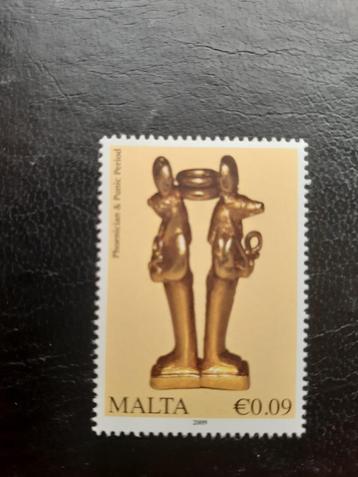 Phoenician & Punic Period
MALTA
€0.09
2009